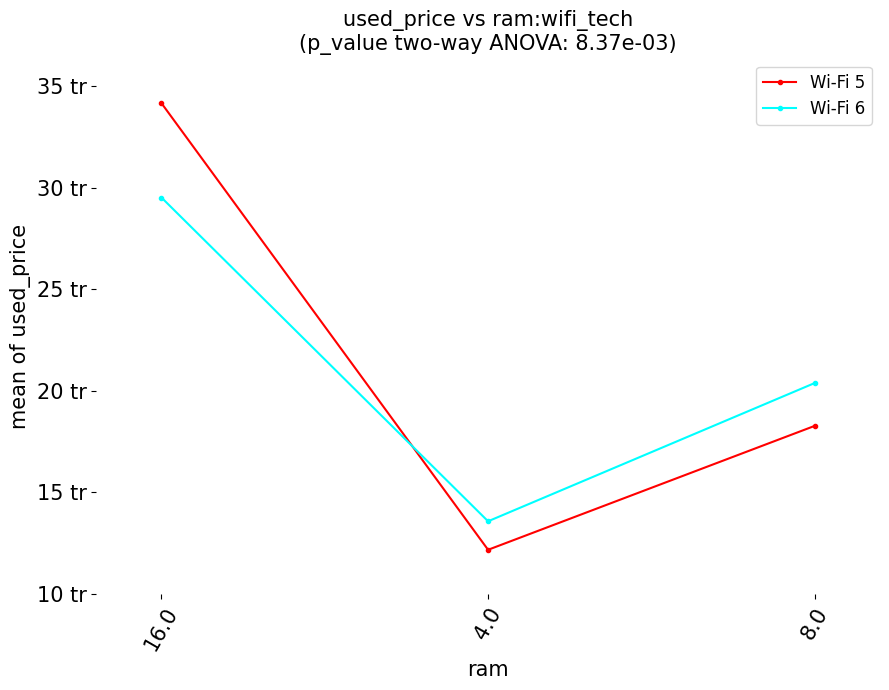 used_price vs ram:wifi_tech
(p_value two-way ANOVA: 8.37e-03)
Wi-Fi 5
Wi-Fi 6
35 tr
30 tr
25 tr
20 tr
15 tr
10 tr
mean of used_price
16.0
4.0
8.0
ram